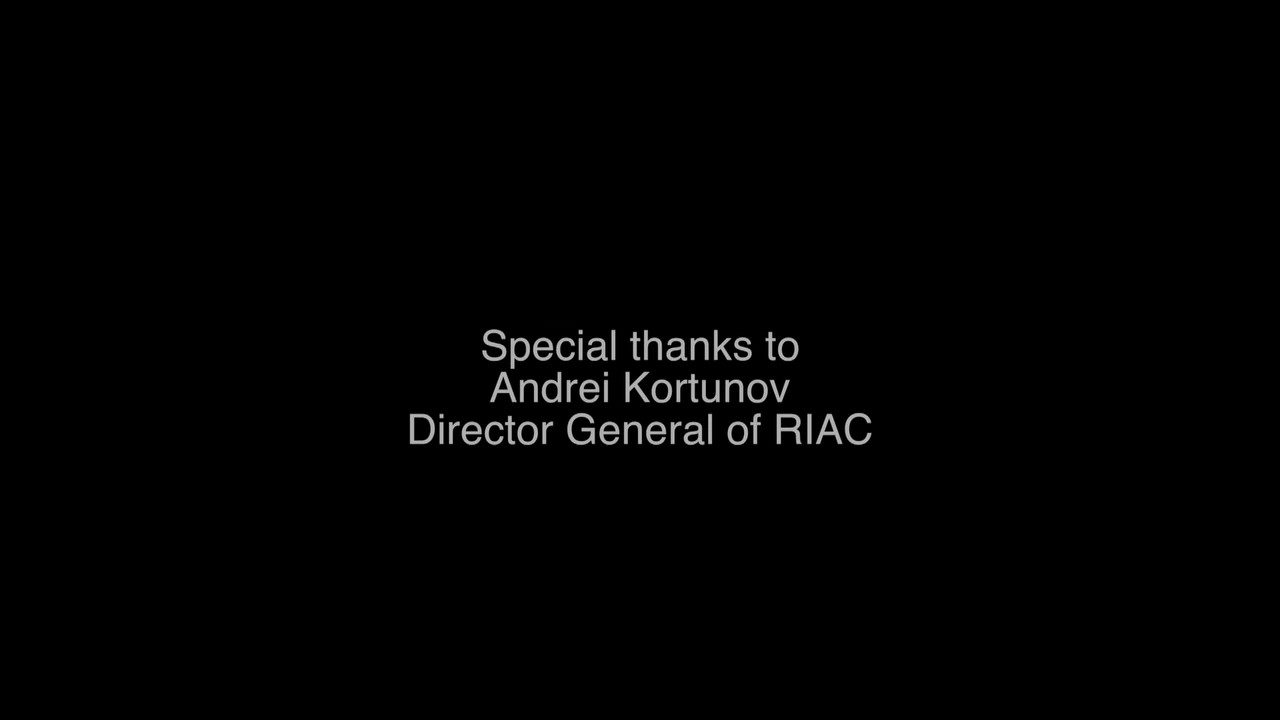 Special thanks to
Andrei Kortunov
Director General of RIAC